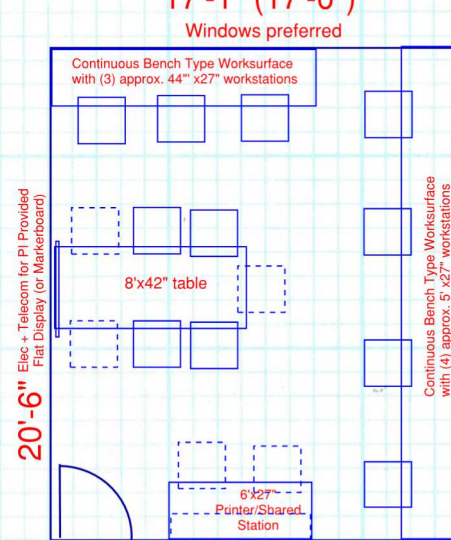 Windows preferred
Continuous Bench Type Worksurface
with (3) approx. 44"' x27" workstations
20'-6"
Elec + Telecom for PI Provided
Flat Display (or Markerboard)
8'x42" table
Continuous Bench Type Worksurface
with (4) approx. 5' x27" workstations
6'x27"
Printer/Shared
Station